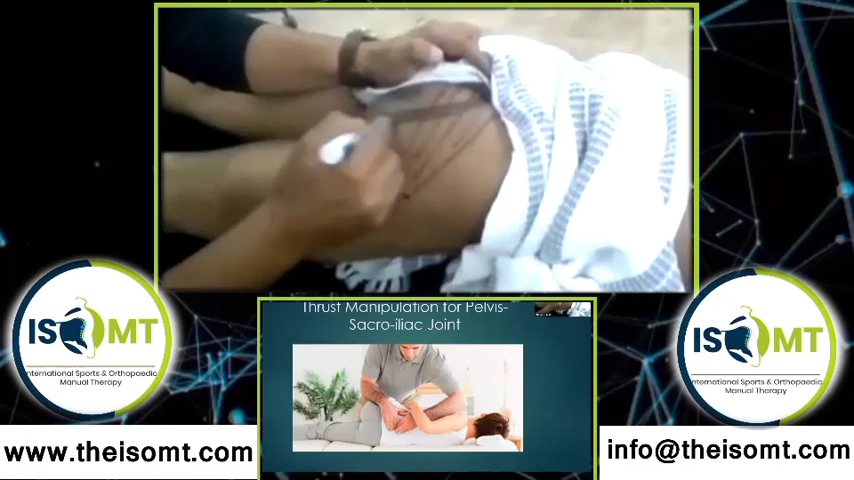 Thrust Manipulation for Pelvis-
Sacro-iliac Joint
ISOMT
International Sports & Orthopaedic
Manual Therapy
ISOMT
International Sports & Orthopaedic
Manual Therapy
www.theisomt.com
info@theisomt.com